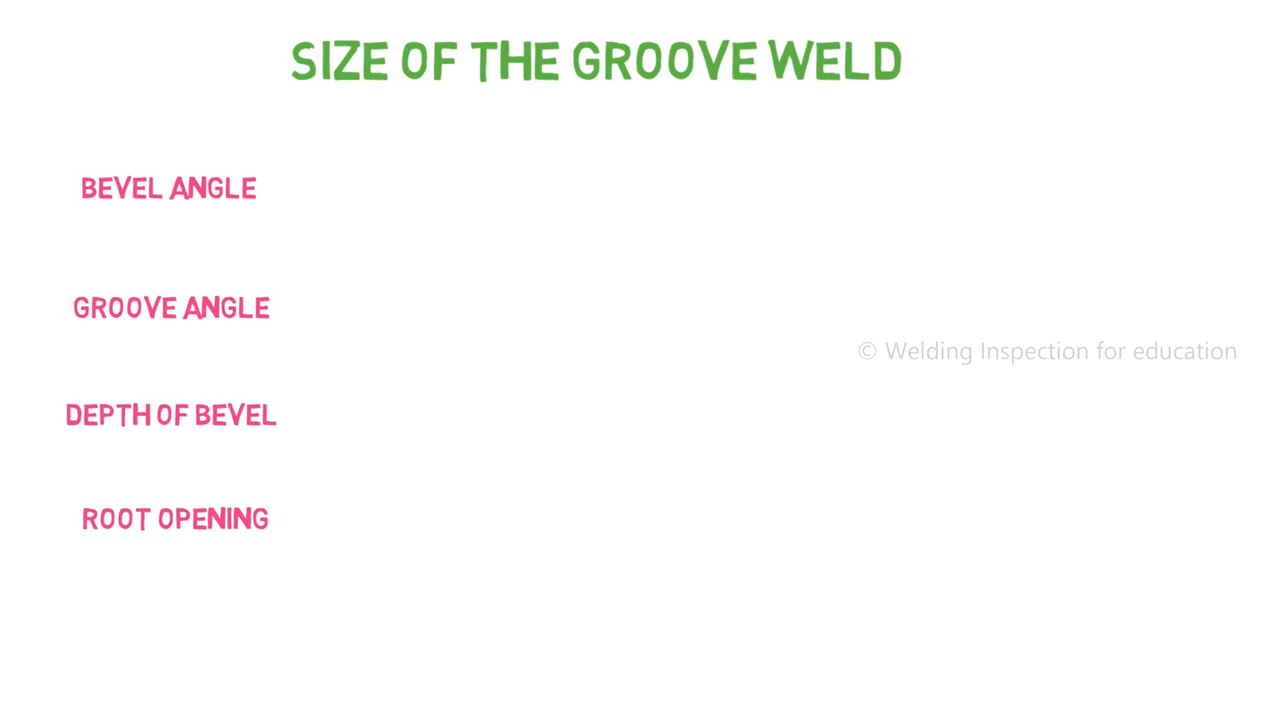 SIZE OF THE GROOVE WELD
BEVEL ANGLE
GROOVE ANGLE
© Welding Inspection for education
DEPTH OF BEVEL
ROOT OPENING